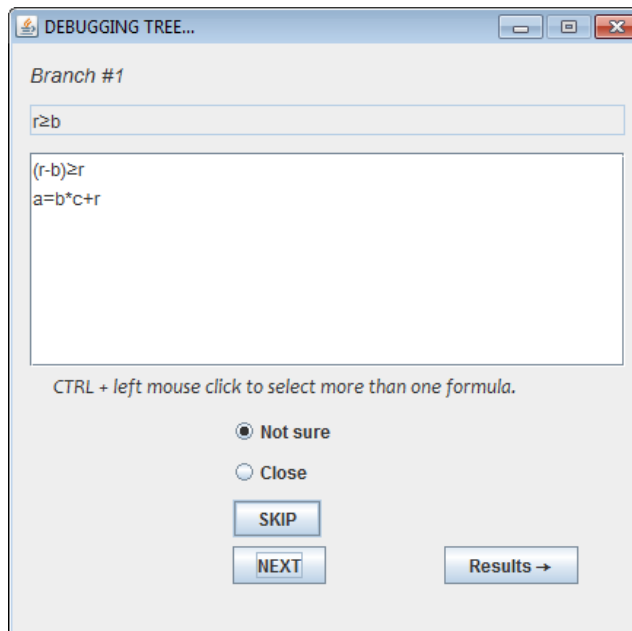 DEBUGGING TREE...
Branch #1
r≥b
(r-b)≥r
a=b*c+r
CTRL + left mouse click to select more than one formula.
Not sure
Close
SKIP
NEXT
Results →